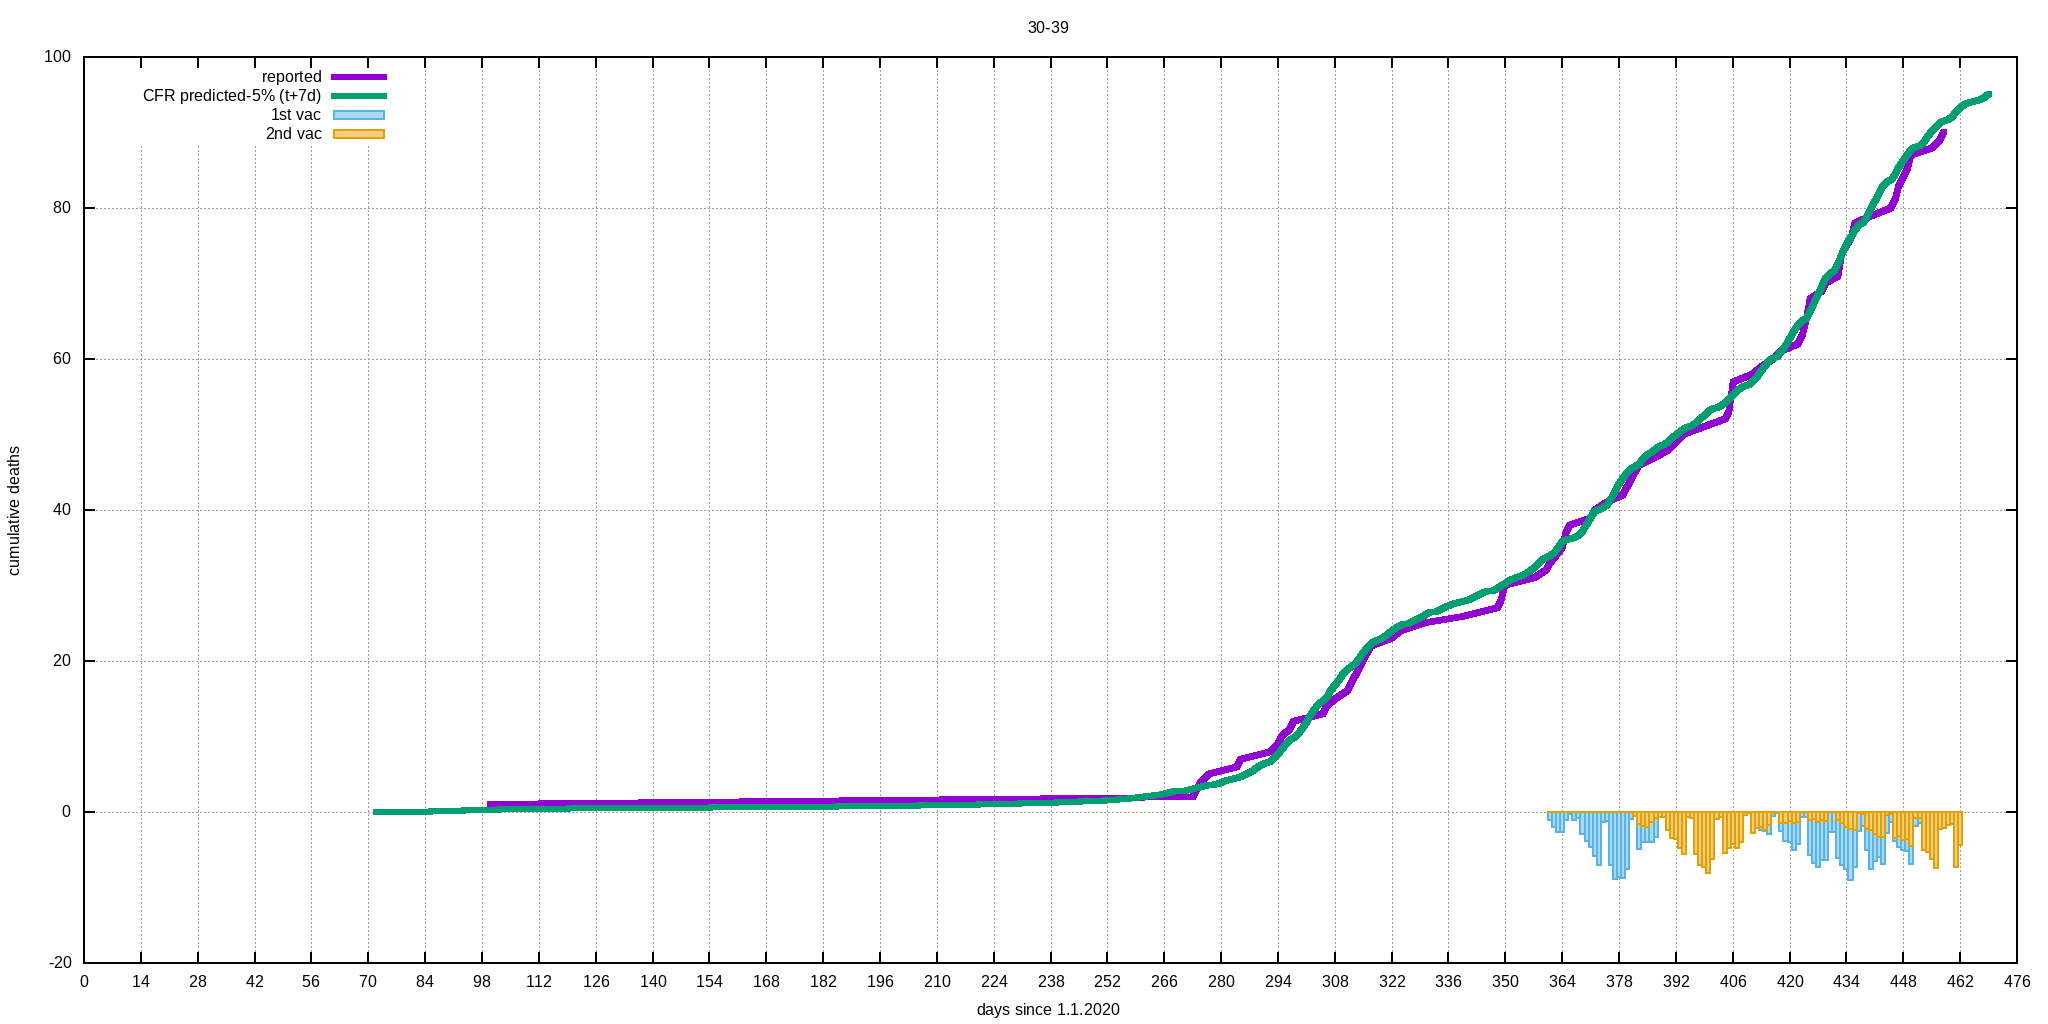 30-39
100
80
60
40
20
0
-20
reported
CFR predicted-5% (t+7d)
1st vac
2nd vac
cumulative deaths
0 14 28 42 56 70 84 98 112 126 140 154 168 182 196 210 224 238 252 266 280 294 308 322 336 350 364 378 392 406 420 434 448 462 476
days since 1.1.2020